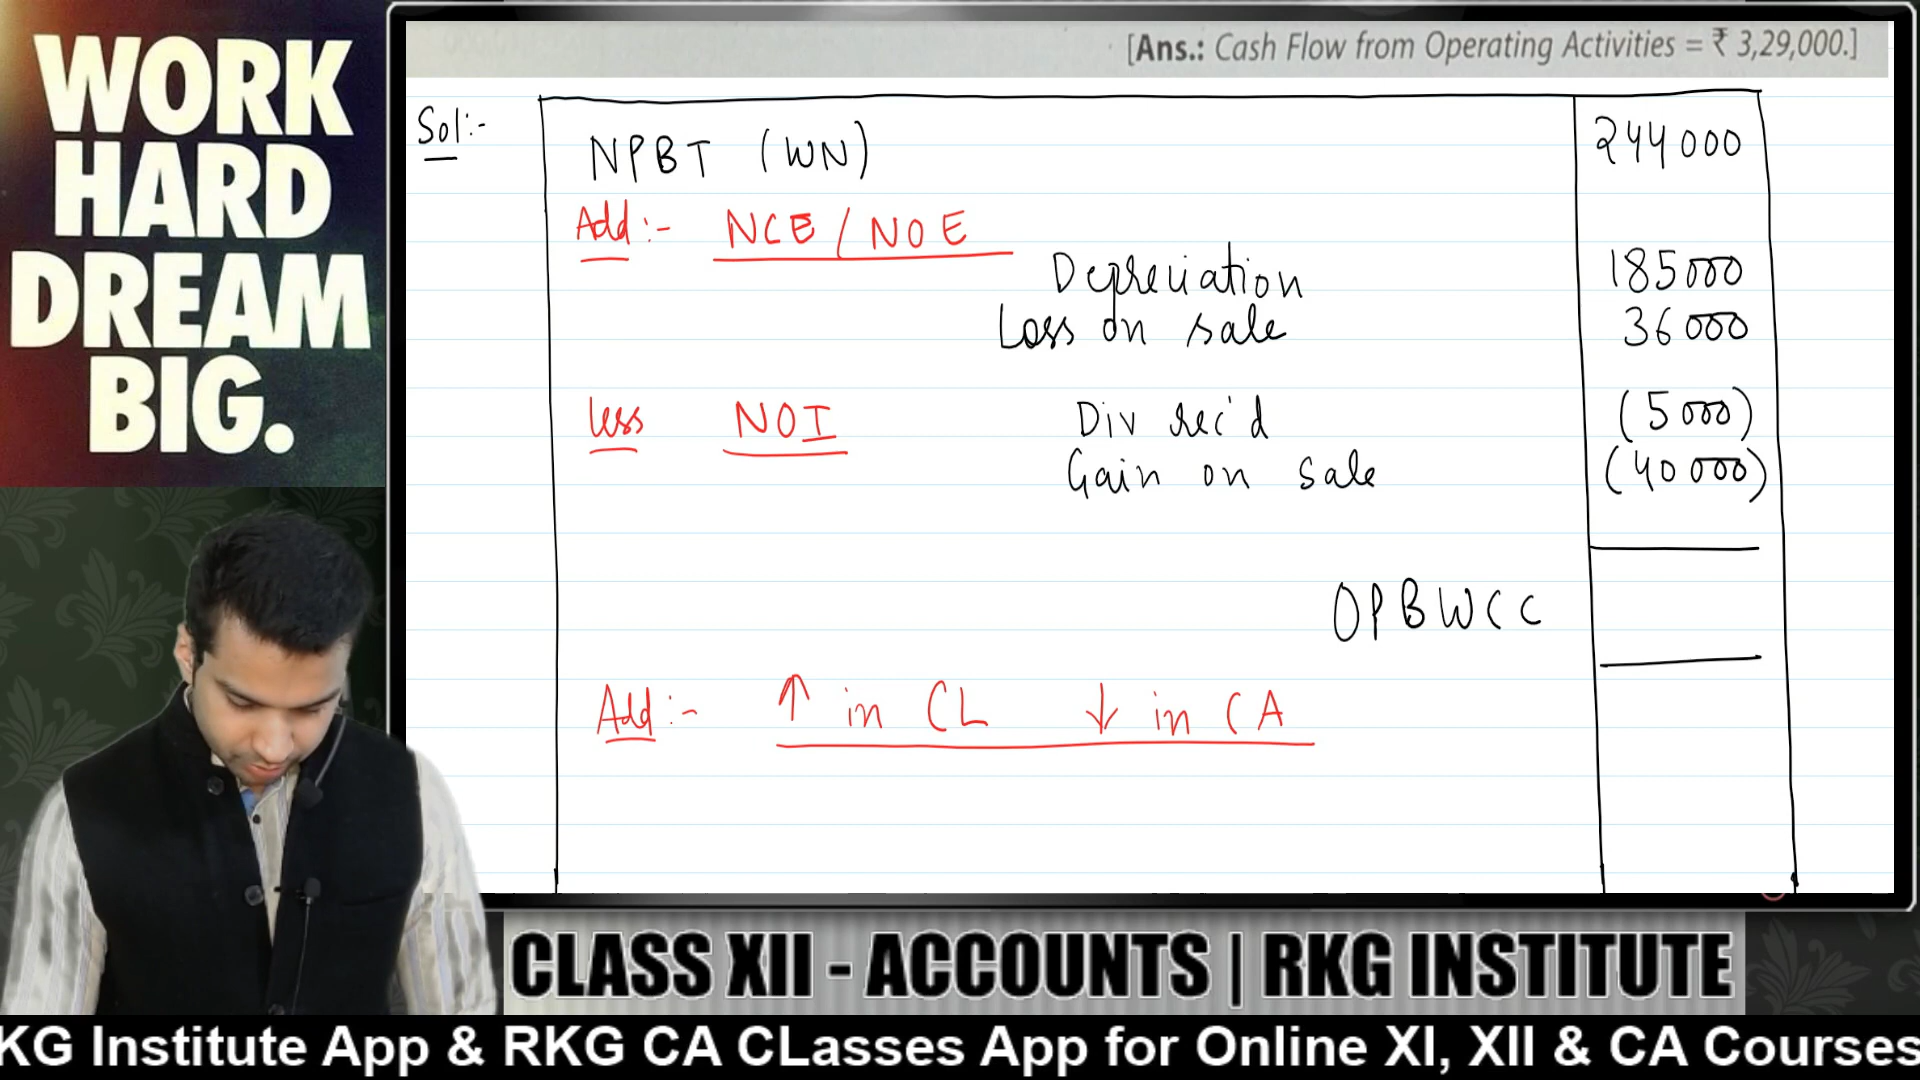 WORK
HARD
DREAM
BIG.
[Ans.: Cash Flow from Operating Activities = ₹ 3,29,000.]
Sol:-
NPBT (WN) 244000
Add:- NCE / NOE
Depreciation 185000
Loss on sale 36000
less NOI Div rec'd (5000)
Gain on sale (40000)
OPBWCC
Add:- ↑ in CL ↓ in CA
CLASS XII - ACCOUNTS | RKG INSTITUTE
KG Institute App & RKG CA CLasses App for Online XI, XII & CA Courses